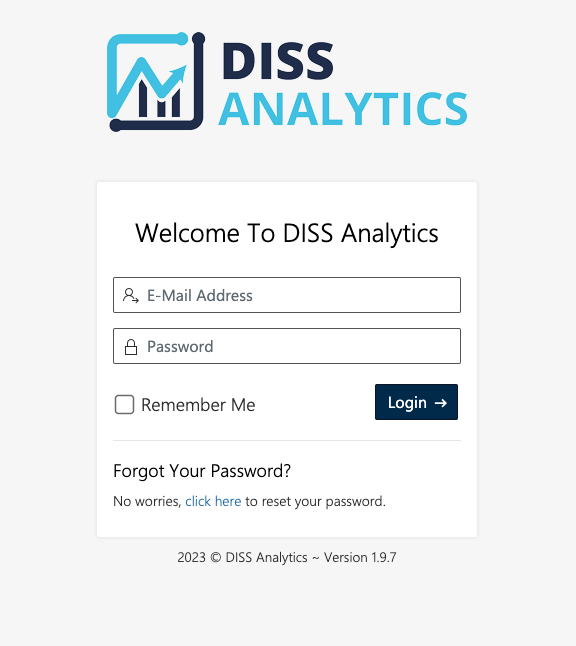 DISS
ANALYTICS
Welcome To DISS Analytics
E-Mail Address
Password
Remember Me
Login →
Forgot Your Password?
No worries, click here to reset your password.
2023 © DISS Analytics ~ Version 1.9.7